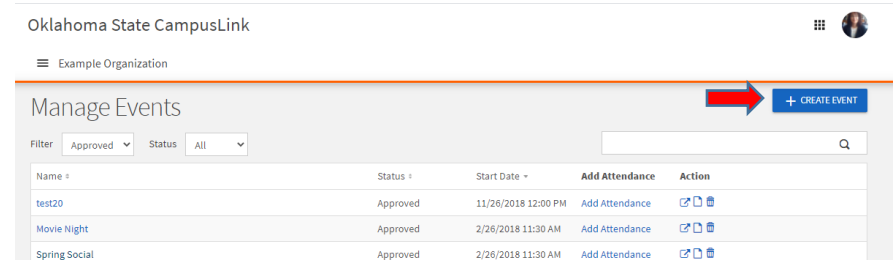 Oklahoma State CampusLink
Example Organization
Manage Events
+ CREATE EVENT
Filter Approved Status All
Name Status Start Date Add Attendance Action
test20 Approved 11/26/2018 12:00 PM Add Attendance
Movie Night Approved 2/26/2018 11:30 AM Add Attendance
Spring Social Approved 2/26/2018 11:30 AM Add Attendance